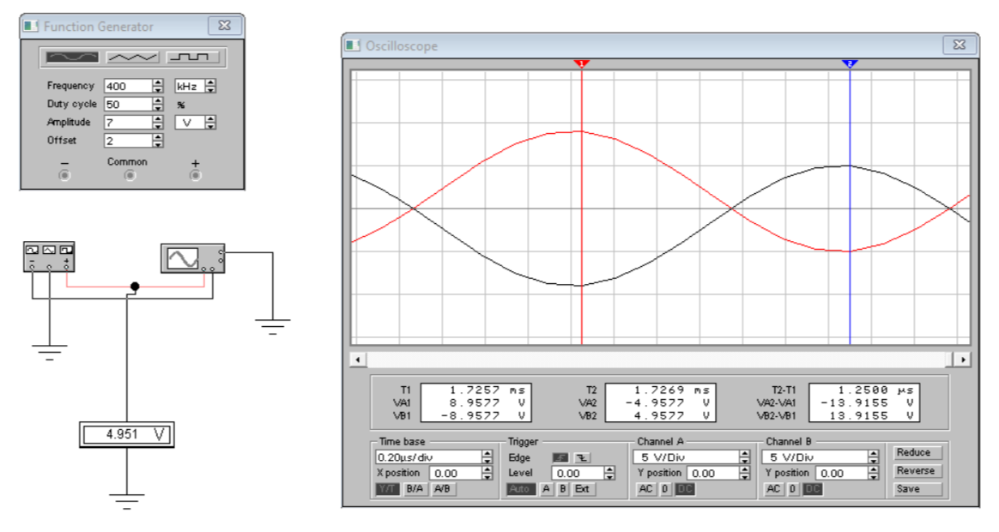 Function Generator
Frequency 400 kHz
Duty cycle 50 %
Amplitude 7 V
Offset 2
− Common +
Oscilloscope
1 2
− +
4.951 V
T1 1.7257 ms
VA1 8.9577 V
VB1 -8.9577 V
T2 1.7269 ms
VA2 -4.9577 V
VB2 4.9577 V
T2-T1 1.2500 µs
VA2-VA1 -13.9155 V
VB2-VB1 13.9155 V
Time base
0.20µs/div
X position 0.00
Y/T B/A A/B
Trigger
Edge
Level 0.00
Auto A B Ext
Channel A
5 V/Div
Y position 0.00
AC 0 DC
Channel B
5 V/Div
Y position 0.00
AC 0 DC
Reduce
Reverse
Save